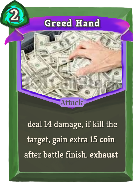 2
Greed Hand
Attack
deal 14 damage, if kill the
target, gain extra 15 coin
after battle finish, exhaust